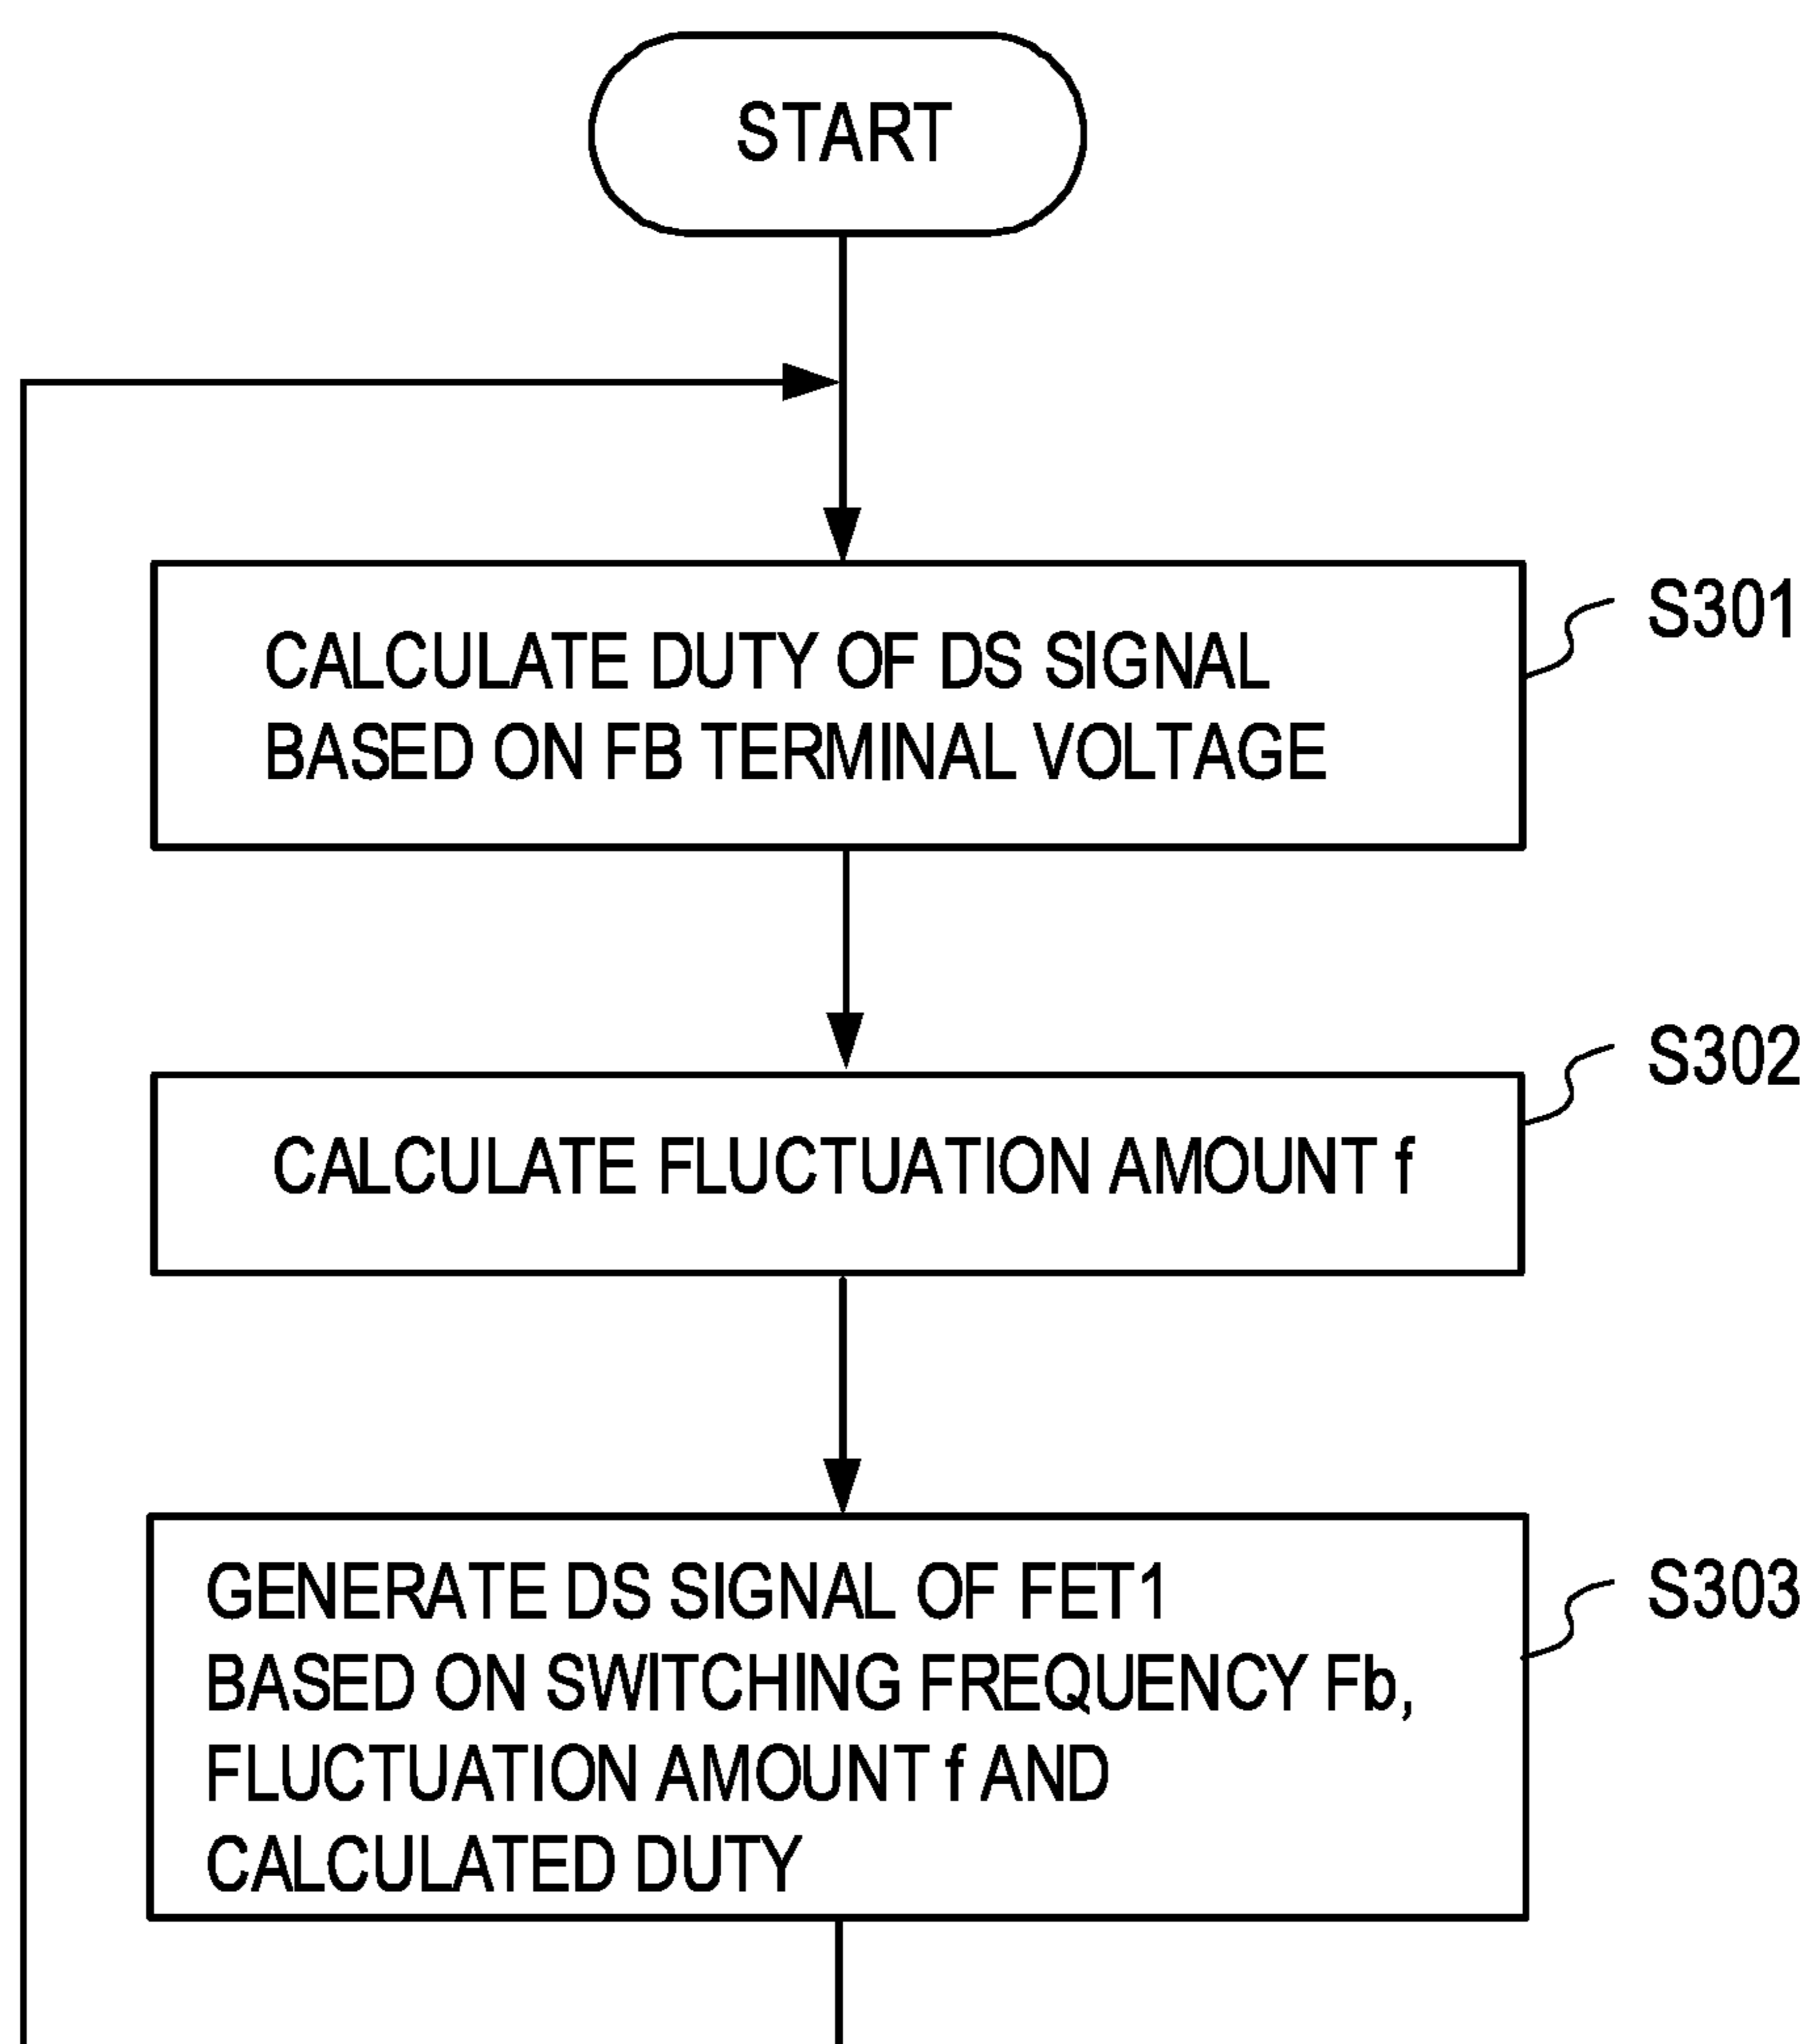 START
CALCULATE DUTY OF DS SIGNAL
BASED ON FB TERMINAL VOLTAGE
S301
CALCULATE FLUCTUATION AMOUNT f
S302
GENERATE DS SIGNAL OF FET1
BASED ON SWITCHING FREQUENCY Fb,
FLUCTUATION AMOUNT f AND
CALCULATED DUTY
S303